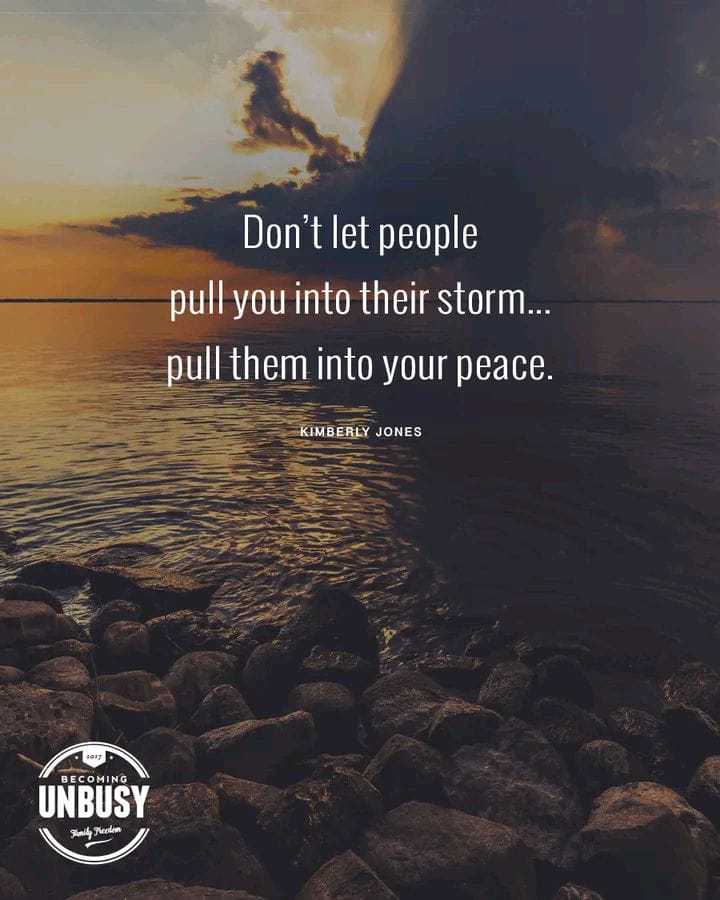 Don't let people
pull you into their storm...
pull them into your peace.
KIMBERLY JONES
2017
BECOMING
UNBUSY
Family Freedom